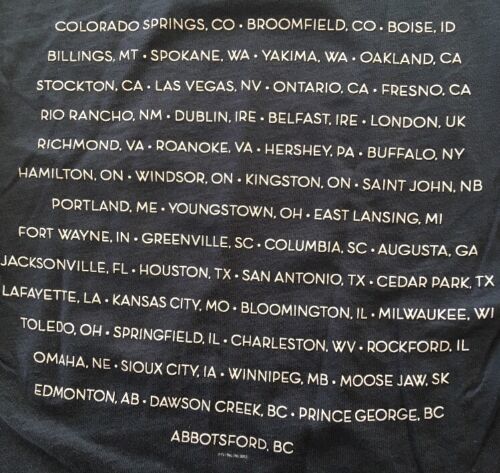 COLORADO SPRINGS, CO • BROOMFIELD, CO • BOISE, ID
BILLINGS, MT • SPOKANE, WA • YAKIMA, WA • OAKLAND, CA
STOCKTON, CA • LAS VEGAS, NV • ONTARIO, CA • FRESNO, CA
RIO RANCHO, NM • DUBLIN, IRE • BELFAST, IRE • LONDON, UK
RICHMOND, VA • ROANOKE, VA • HERSHEY, PA • BUFFALO, NY
HAMILTON, ON • WINDSOR, ON • KINGSTON, ON • SAINT JOHN, NB
PORTLAND, ME • YOUNGSTOWN, OH • EAST LANSING, MI
FORT WAYNE, IN • GREENVILLE, SC • COLUMBIA, SC • AUGUSTA, GA
JACKSONVILLE, FL • HOUSTON, TX • SAN ANTONIO, TX • CEDAR PARK, TX
LAFAYETTE, LA • KANSAS CITY, MO • BLOOMINGTON, IL • MILWAUKEE, WI
TOLEDO, OH • SPRINGFIELD, IL • CHARLESTON, WV • ROCKFORD, IL
OMAHA, NE • SIOUX CITY, IA • WINNIPEG, MB • MOOSE JAW, SK
EDMONTON, AB • DAWSON CREEK, BC • PRINCE GEORGE, BC
ABBOTSFORD, BC